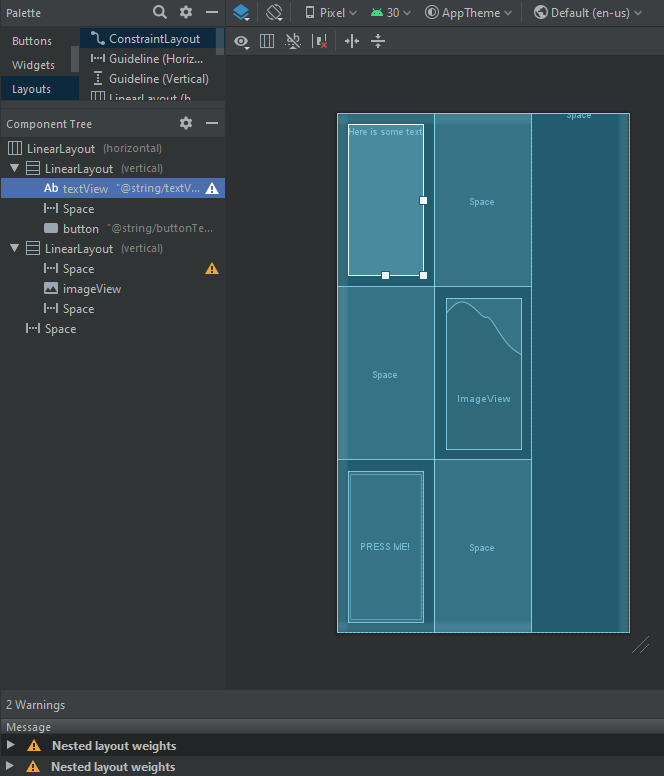 Palette
Pixel
30
AppTheme
Default (en-us)
Buttons
Widgets
Layouts
ConstraintLayout
Guideline (Horiz...
Guideline (Vertical)
LinearLayout (h
Component Tree
LinearLayout (horizontal)
LinearLayout (vertical)
Ab textView "@string/textV...
Space
button "@string/buttonTe...
LinearLayout (vertical)
Space
imageView
Space
Space
Here is some text
Space
Space
Space
ImageView
PRESS ME!
Space
2 Warnings
Message
Nested layout weights
Nested layout weights